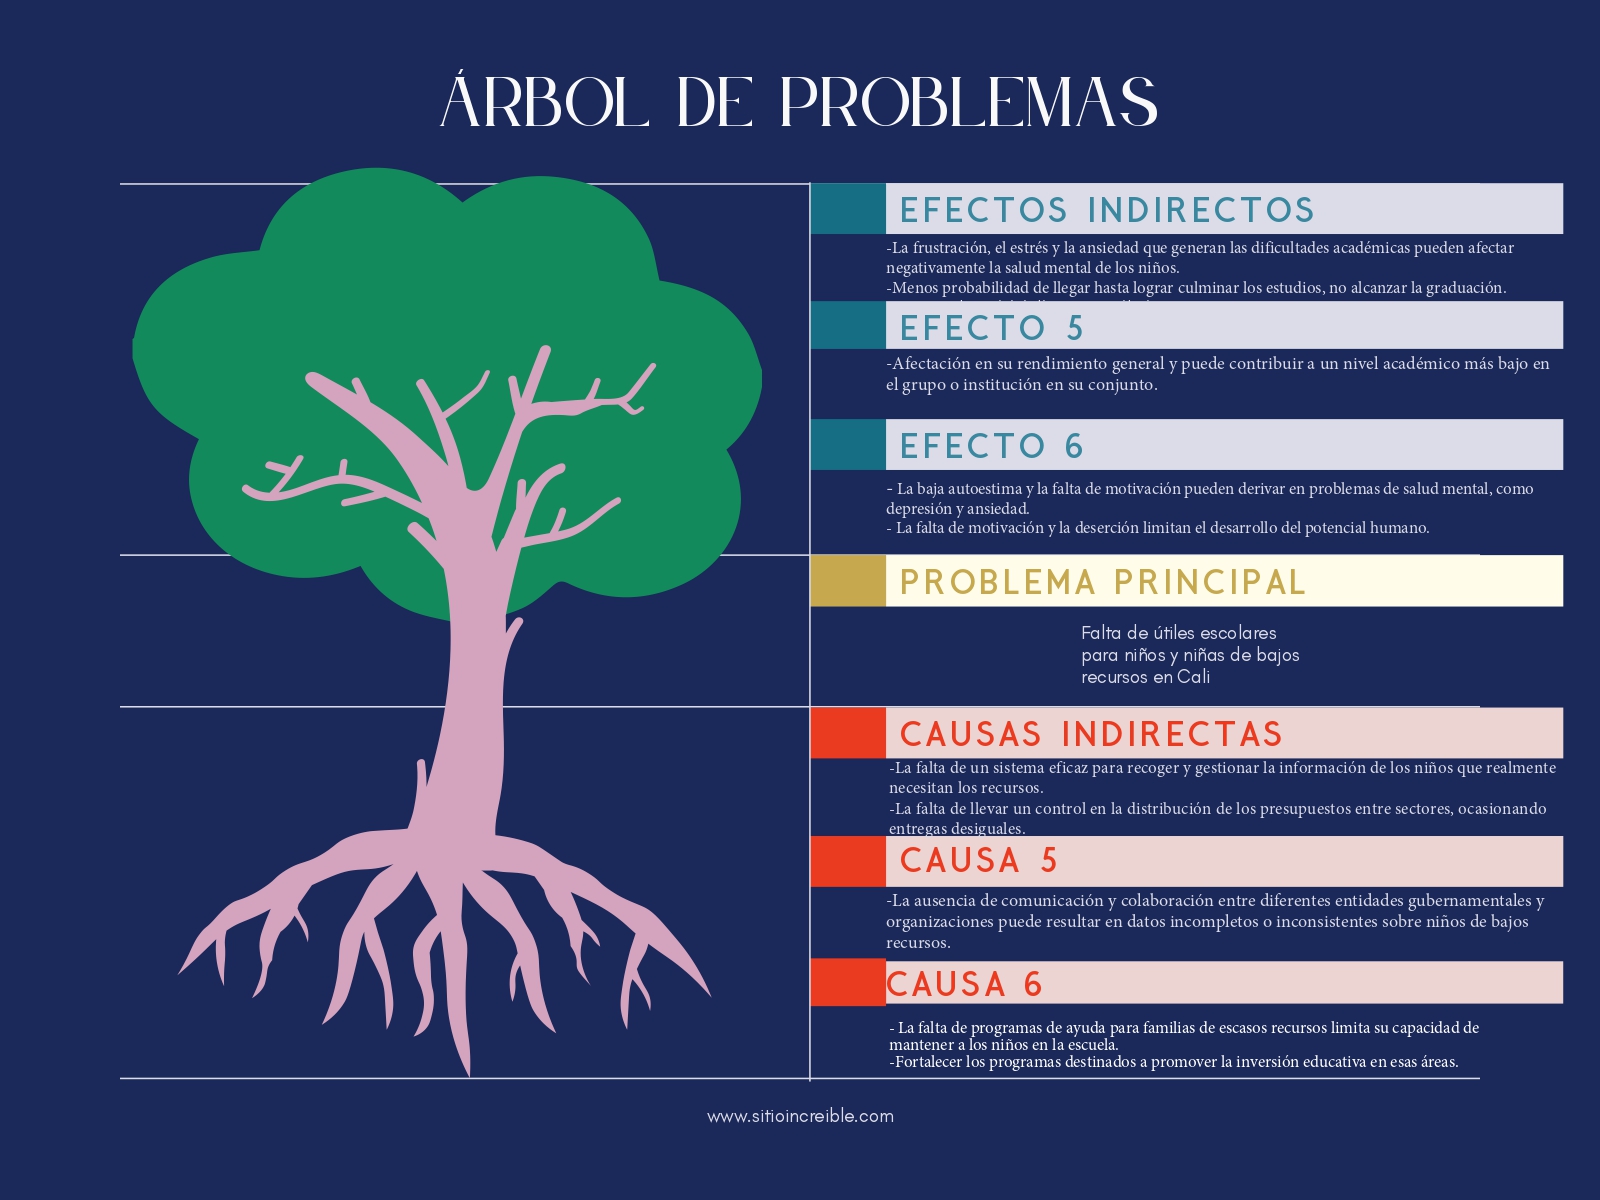 ÁRBOL DE PROBLEMAS
EFECTOS INDIRECTOS
-La frustración, el estrés y la ansiedad que generan las dificultades académicas pueden afectar
negativamente la salud mental de los niños.
-Menos probabilidad de llegar hasta lograr culminar los estudios, no alcanzar la graduación.
EFECTO 5
-Afectación en su rendimiento general y puede contribuir a un nivel académico más bajo en
el grupo o institución en su conjunto.
EFECTO 6
- La baja autoestima y la falta de motivación pueden derivar en problemas de salud mental, como
depresión y ansiedad.
- La falta de motivación y la deserción limitan el desarrollo del potencial humano.
PROBLEMA PRINCIPAL
Falta de útiles escolares
para niños y niñas de bajos
recursos en Cali
CAUSAS INDIRECTAS
-La falta de un sistema eficaz para recoger y gestionar la información de los niños que realmente
necesitan los recursos.
-La falta de llevar un control en la distribución de los presupuestos entre sectores, ocasionando
entregas desiguales.
CAUSA 5
-La ausencia de comunicación y colaboración entre diferentes entidades gubernamentales y
organizaciones puede resultar en datos incompletos o inconsistentes sobre niños de bajos
recursos.
CAUSA 6
- La falta de programas de ayuda para familias de escasos recursos limita su capacidad de
mantener a los niños en la escuela.
-Fortalecer los programas destinados a promover la inversión educativa en esas áreas.
www.sitioincreible.com